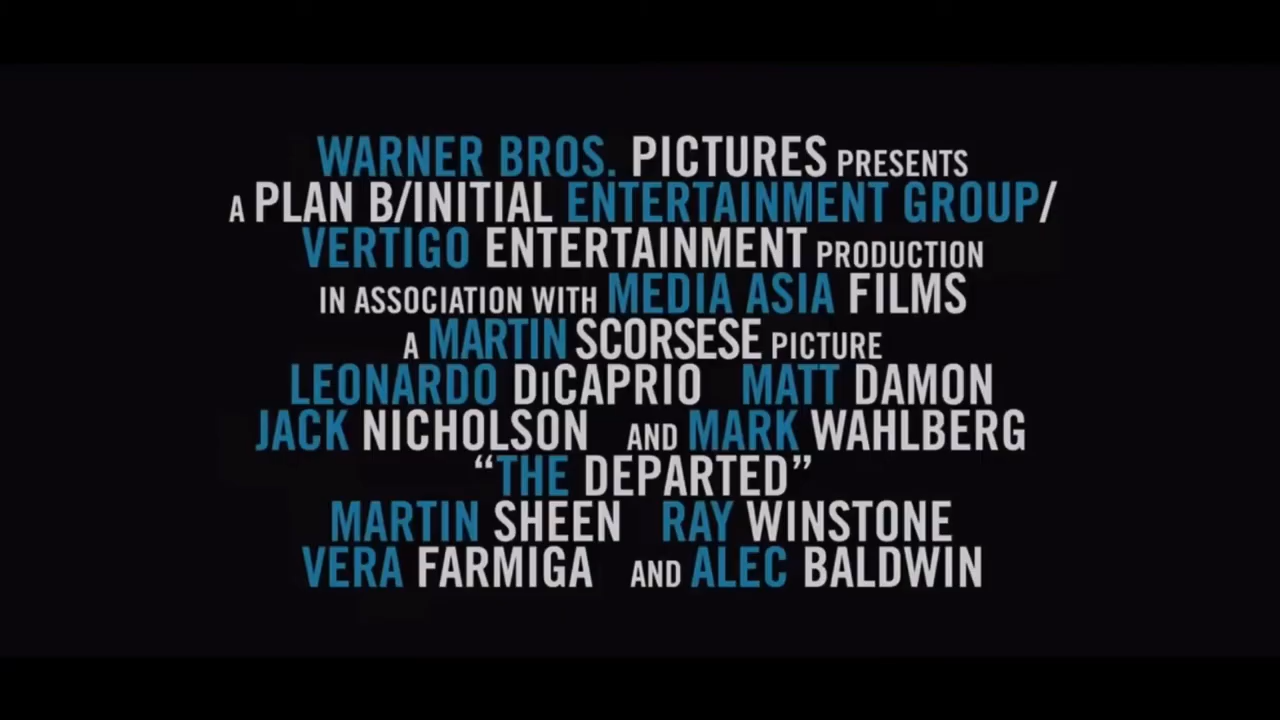 WARNER BROS. PICTURES PRESENTS
A PLAN B/INITIAL ENTERTAINMENT GROUP/
VERTIGO ENTERTAINMENT PRODUCTION
IN ASSOCIATION WITH MEDIA ASIA FILMS
A MARTIN SCORSESE PICTURE
LEONARDO DiCAPRIO MATT DAMON
JACK NICHOLSON AND MARK WAHLBERG
“THE DEPARTED”
MARTIN SHEEN RAY WINSTONE
VERA FARMIGA AND ALEC BALDWIN